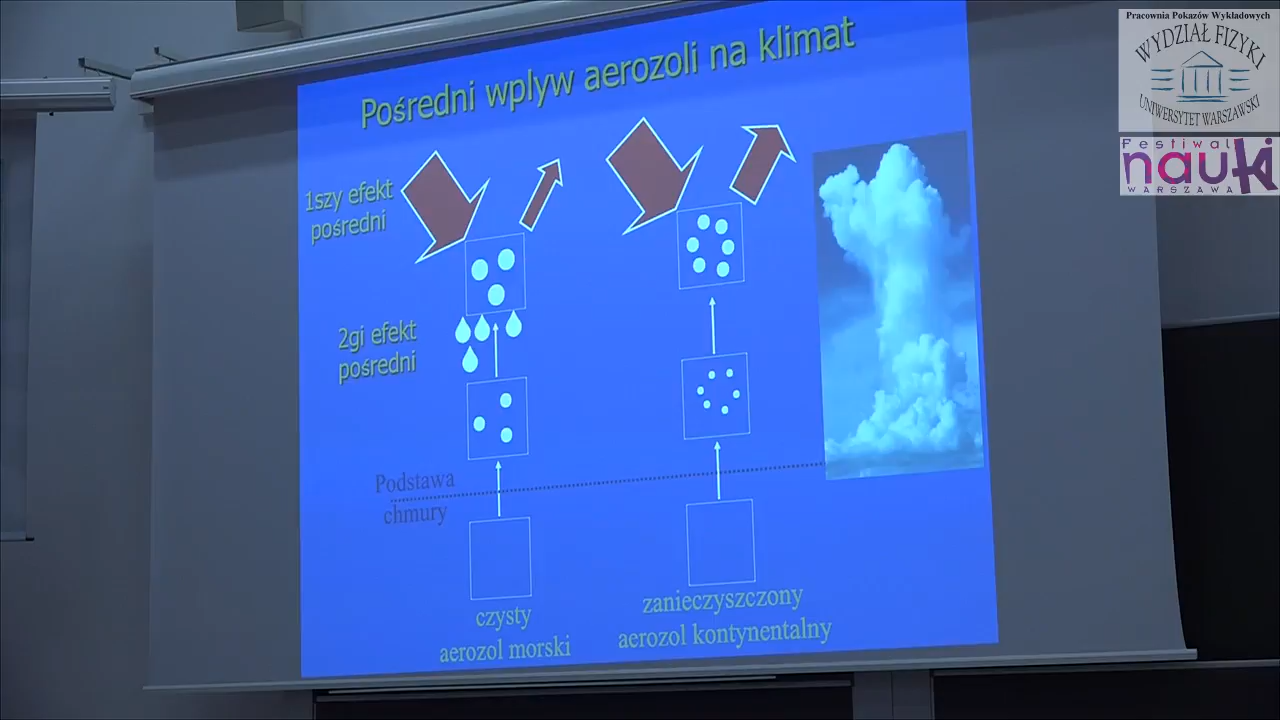 Pośredni wplyw aerozoli na klimat
1szy efekt
pośredni
2gi efekt
pośredni
Podstawa
chmury
czysty
aerozol morski
zanieczyszczony
aerozol kontynentalny
Pracownia Pokazów Wykładowych
WYDZIAŁ FIZYKI
UNIWERSYTET WARSZAWSKI
Festiwal
nauki
WARSZAWA